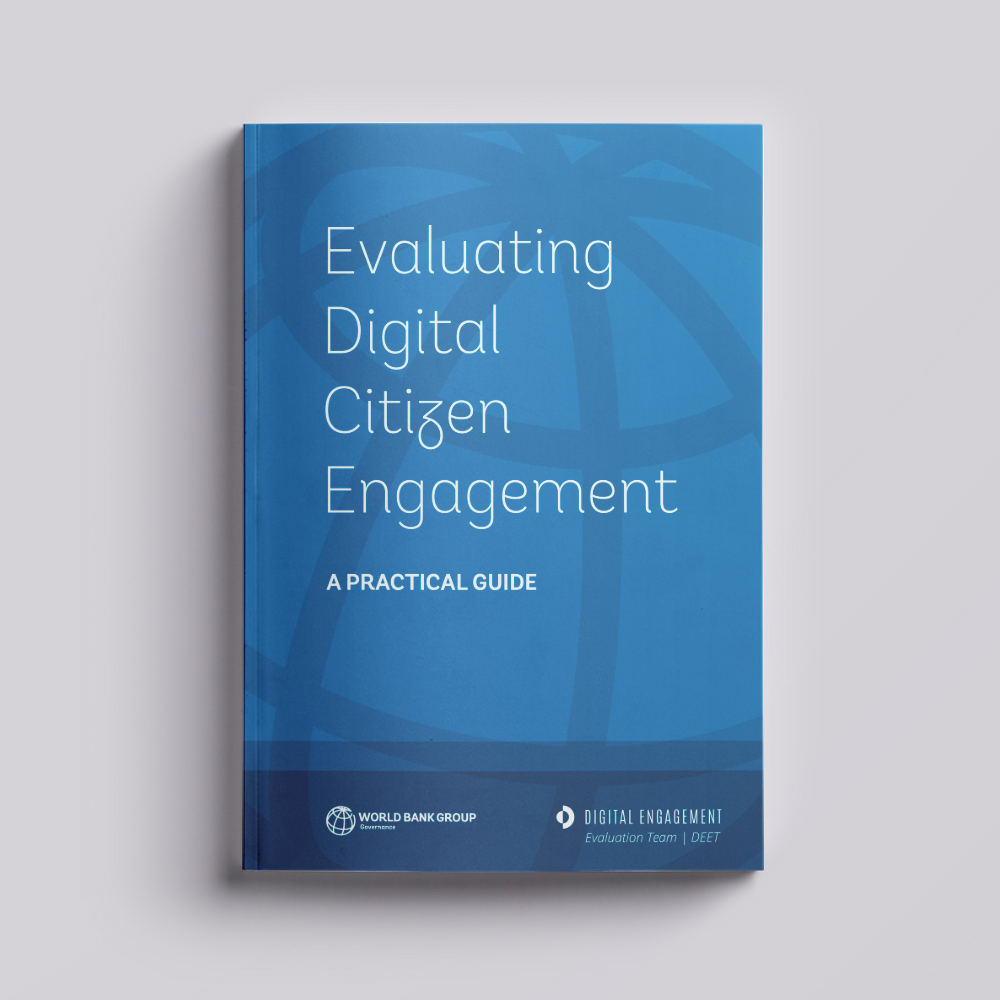 Evaluating
Digital
Citizen
Engagement
A PRACTICAL GUIDE
WORLD BANK GROUP
Governance
DIGITAL ENGAGEMENT
Evaluation Team | DEET